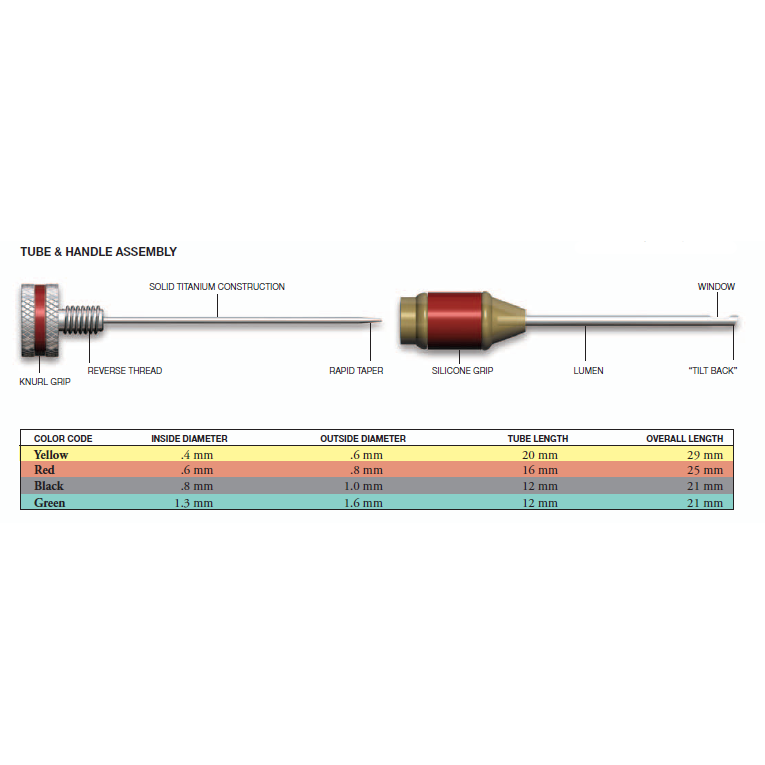 TUBE & HANDLE ASSEMBLY
SOLID TITANIUM CONSTRUCTION
WINDOW
REVERSE THREAD
RAPID TAPER
SILICONE GRIP
LUMEN
"TILT BACK"
KNURL GRIP
COLOR CODE INSIDE DIAMETER OUTSIDE DIAMETER TUBE LENGTH OVERALL LENGTH
Yellow .4 mm .6 mm 20 mm 29 mm
Red .6 mm .8 mm 16 mm 25 mm
Black .8 mm 1.0 mm 12 mm 21 mm
Green 1.3 mm 1.6 mm 12 mm 21 mm